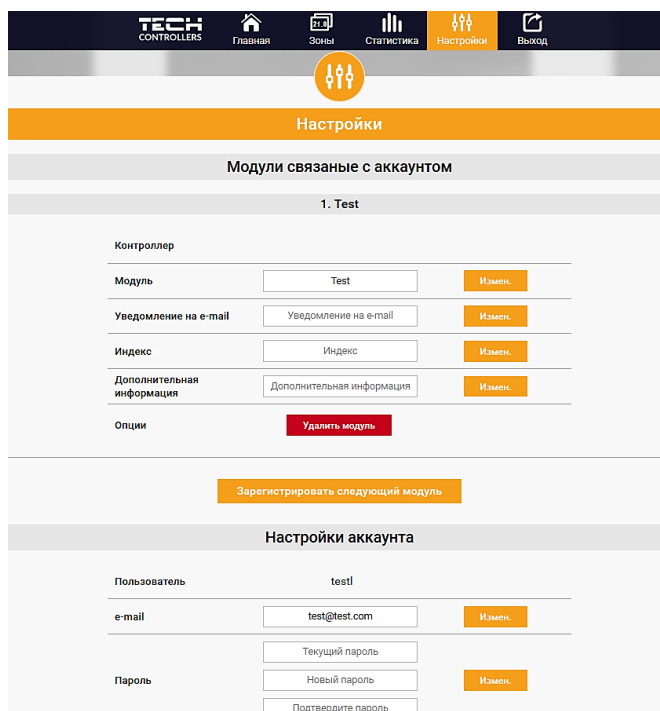 TECH
CONTROLLERS
Главная
21.0
Зоны
Статистика
Настройки
Выход
Настройки
Модули связаные с аккаунтом
1. Test
Контроллер
Модуль Test Измен.
Уведомление на e-mail Уведомление на e-mail Измен.
Индекс Индекс Измен.
Дополнительная
информация Дополнительная информация Измен.
Опции Удалить модуль
Зарегистрировать следующий модуль
Настройки аккаунта
Пользователь testl
e-mail test@test.com Измен.
Текущий пароль
Пароль Новый пароль Измен.
Подтвердите пароль